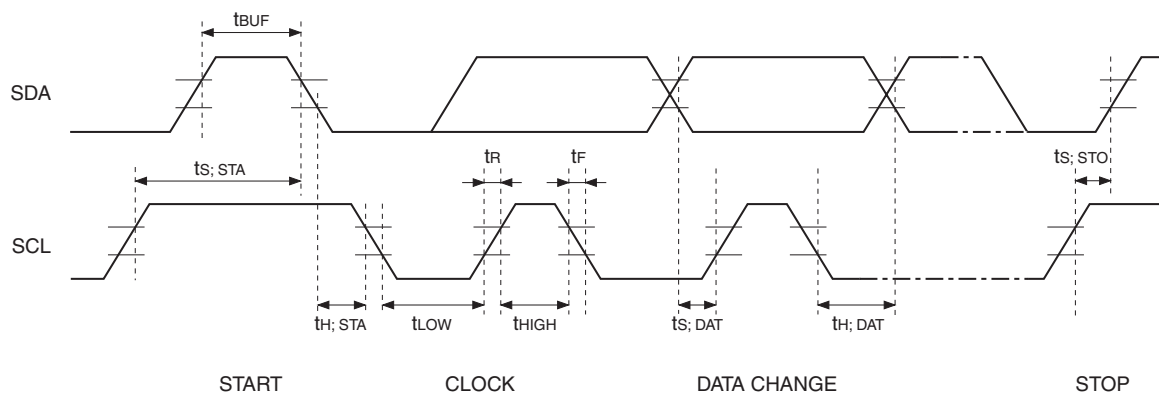 tBUF
SDA
tS; STA
tR
tF
tS; STO
SCL
tH; STA
tLOW
tHIGH
tS; DAT
tH; DAT
START
CLOCK
DATA CHANGE
STOP